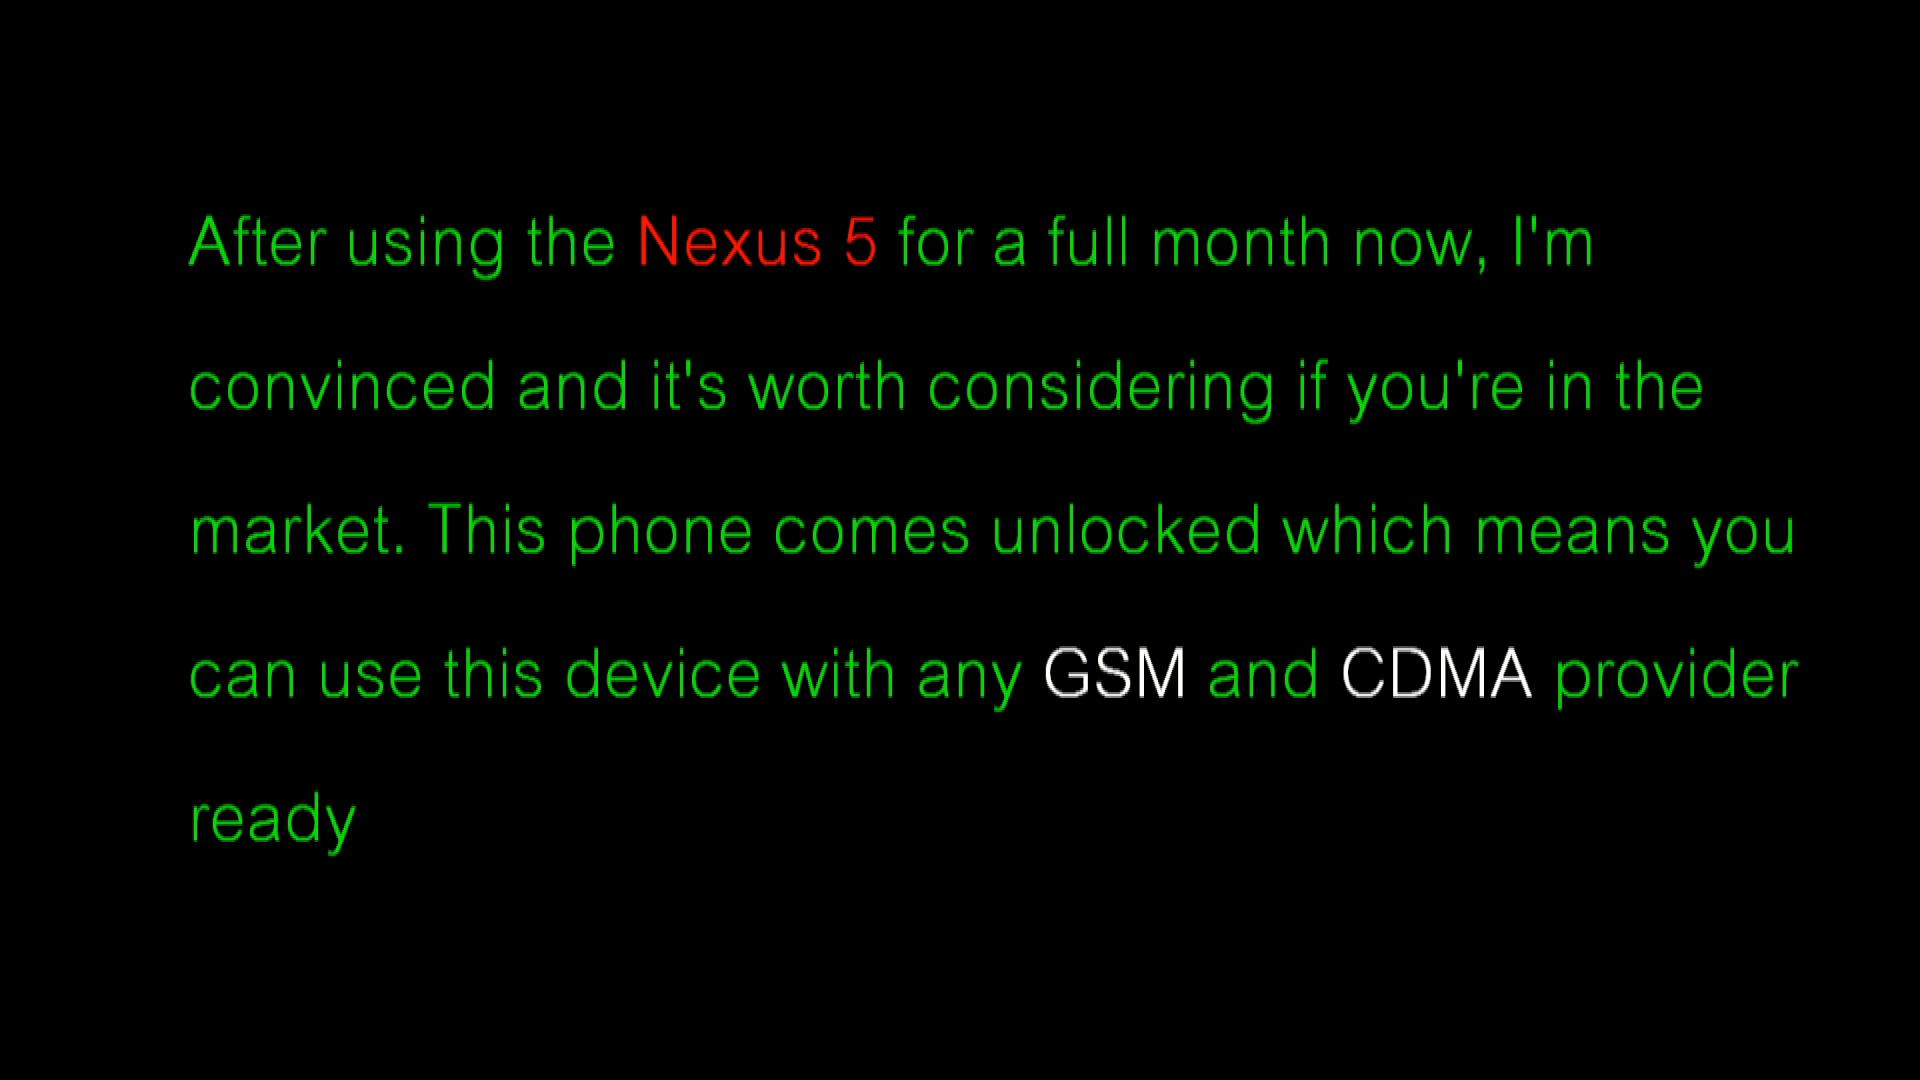 After using the Nexus 5 for a full month now, I'm
convinced and it's worth considering if you're in the
market. This phone comes unlocked which means you
can use this device with any GSM and CDMA provider
ready